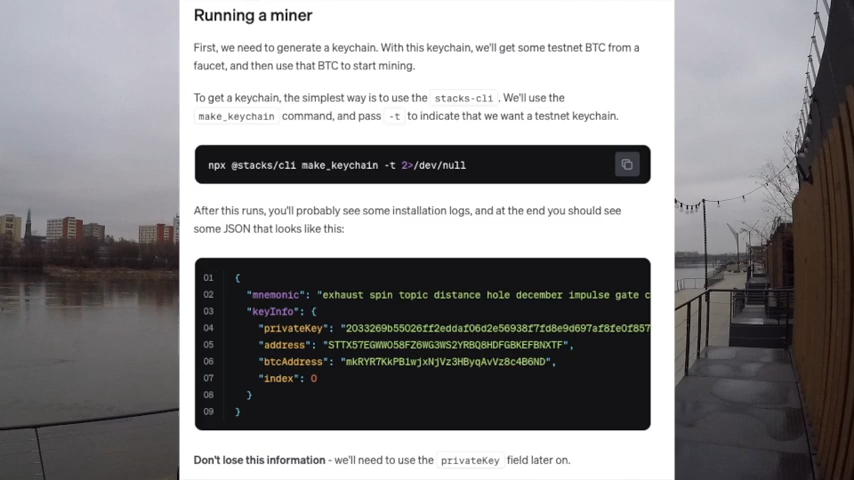 Running a miner
First, we need to generate a keychain. With this keychain, we'll get some testnet BTC from a
faucet, and then use that BTC to start mining.
To get a keychain, the simplest way is to use the stacks-cli . We'll use the
make_keychain command, and pass -t to indicate that we want a testnet keychain.
npx @stacks/cli make_keychain -t 2>/dev/null
After this runs, you'll probably see some installation logs, and at the end you should see
some JSON that looks like this:
01 {
02 "mnemonic": "exhaust spin topic distance hole december impulse gate c
03 "keyInfo": {
04 "privateKey": "2033269b55026ff2eddaf06d2e56938f7fd8e9d697af8fe0f857
05 "address": "STTX57EGWWO58FZ6WG3WS2YRBQ8HDFGBKEFBNXTF",
06 "btcAddress": "mkRYR7KkPB1wjxNjVz3HByqAvVz8c4B6ND",
07 "index": 0
08 }
09 }
Don't lose this information - we'll need to use the privateKey field later on.